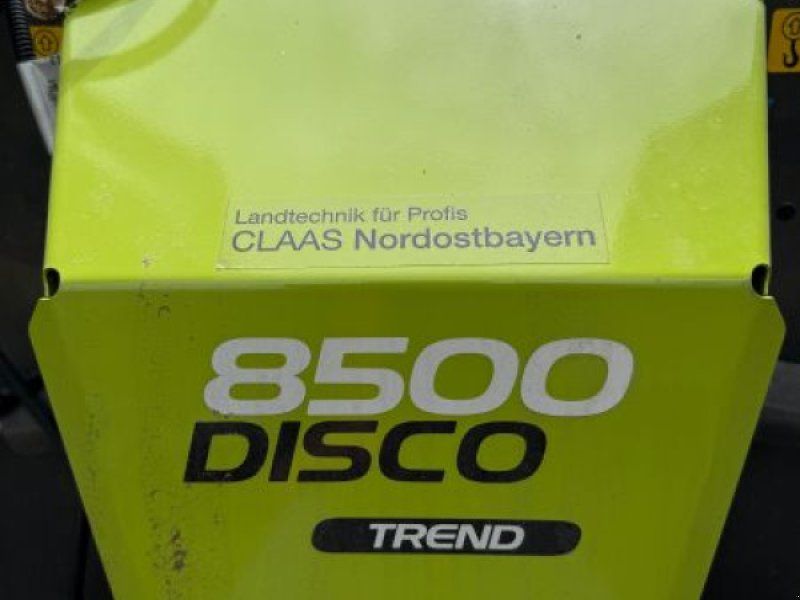 Landtechnik für Profis
CLAAS Nordostbayern
8500
DISCO
TREND